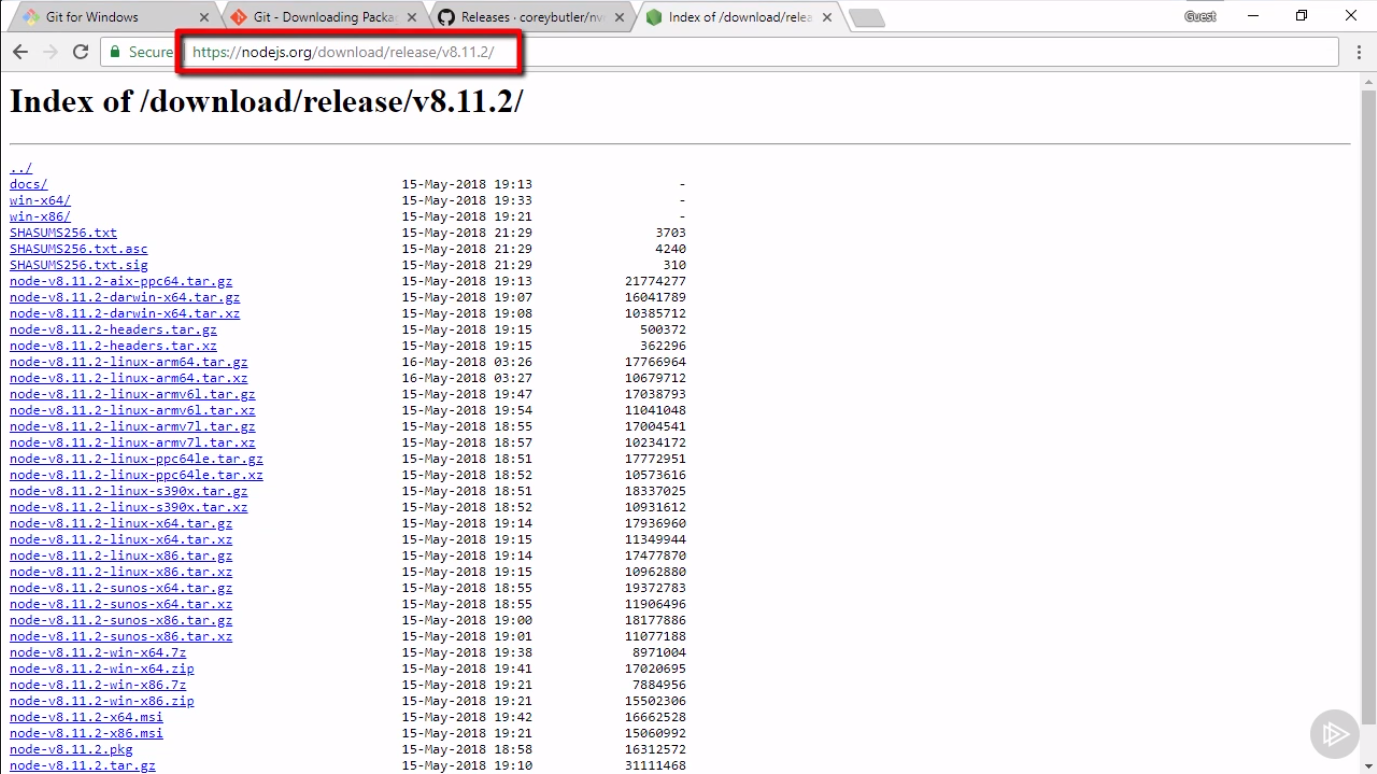 Git for Windows
Git - Downloading Packa
Releases · coreybutler/nv
Index of /download/relea
Guest
Secure
https://nodejs.org/download/release/v8.11.2/
Index of /download/release/v8.11.2/
../
docs/ 15-May-2018 19:13 -
win-x64/ 15-May-2018 19:33 -
win-x86/ 15-May-2018 19:21 -
SHASUMS256.txt 15-May-2018 21:29 3703
SHASUMS256.txt.asc 15-May-2018 21:29 4240
SHASUMS256.txt.sig 15-May-2018 21:29 310
node-v8.11.2-aix-ppc64.tar.gz 15-May-2018 19:13 21774277
node-v8.11.2-darwin-x64.tar.gz 15-May-2018 19:07 16041789
node-v8.11.2-darwin-x64.tar.xz 15-May-2018 19:08 10385712
node-v8.11.2-headers.tar.gz 15-May-2018 19:15 500372
node-v8.11.2-headers.tar.xz 15-May-2018 19:15 362296
node-v8.11.2-linux-arm64.tar.gz 16-May-2018 03:26 17766964
node-v8.11.2-linux-arm64.tar.xz 16-May-2018 03:27 10679712
node-v8.11.2-linux-armv6l.tar.gz 15-May-2018 19:47 17038793
node-v8.11.2-linux-armv6l.tar.xz 15-May-2018 19:54 11041048
node-v8.11.2-linux-armv7l.tar.gz 15-May-2018 18:55 17004541
node-v8.11.2-linux-armv7l.tar.xz 15-May-2018 18:57 10234172
node-v8.11.2-linux-ppc64le.tar.gz 15-May-2018 18:51 17772951
node-v8.11.2-linux-ppc64le.tar.xz 15-May-2018 18:52 10573616
node-v8.11.2-linux-s390x.tar.gz 15-May-2018 18:51 18337025
node-v8.11.2-linux-s390x.tar.xz 15-May-2018 18:52 10931612
node-v8.11.2-linux-x64.tar.gz 15-May-2018 19:14 17936960
node-v8.11.2-linux-x64.tar.xz 15-May-2018 19:15 11349944
node-v8.11.2-linux-x86.tar.gz 15-May-2018 19:14 17477870
node-v8.11.2-linux-x86.tar.xz 15-May-2018 19:15 10962880
node-v8.11.2-sunos-x64.tar.gz 15-May-2018 18:55 19372783
node-v8.11.2-sunos-x64.tar.xz 15-May-2018 18:55 11906496
node-v8.11.2-sunos-x86.tar.gz 15-May-2018 19:00 18177886
node-v8.11.2-sunos-x86.tar.xz 15-May-2018 19:01 11077188
node-v8.11.2-win-x64.7z 15-May-2018 19:38 8971004
node-v8.11.2-win-x64.zip 15-May-2018 19:41 17020695
node-v8.11.2-win-x86.7z 15-May-2018 19:21 7884956
node-v8.11.2-win-x86.zip 15-May-2018 19:21 15502306
node-v8.11.2-x64.msi 15-May-2018 19:42 16662528
node-v8.11.2-x86.msi 15-May-2018 19:21 15060992
node-v8.11.2.pkg 15-May-2018 18:58 16312572
node-v8.11.2.tar.gz 15-May-2018 19:10 31111468